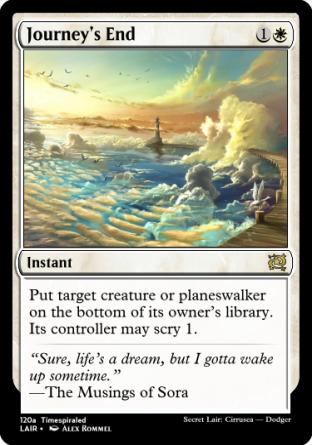 Journey's End 1
Instant
Put target creature or planeswalker
on the bottom of its owner's library.
Its controller may scry 1.
“Sure, life's a dream, but I gotta wake
up sometime.”
—The Musings of Sora
120a Timespiraled
LAIR • Alex Rommel
Secret Lair: Cirrusea — Dodger